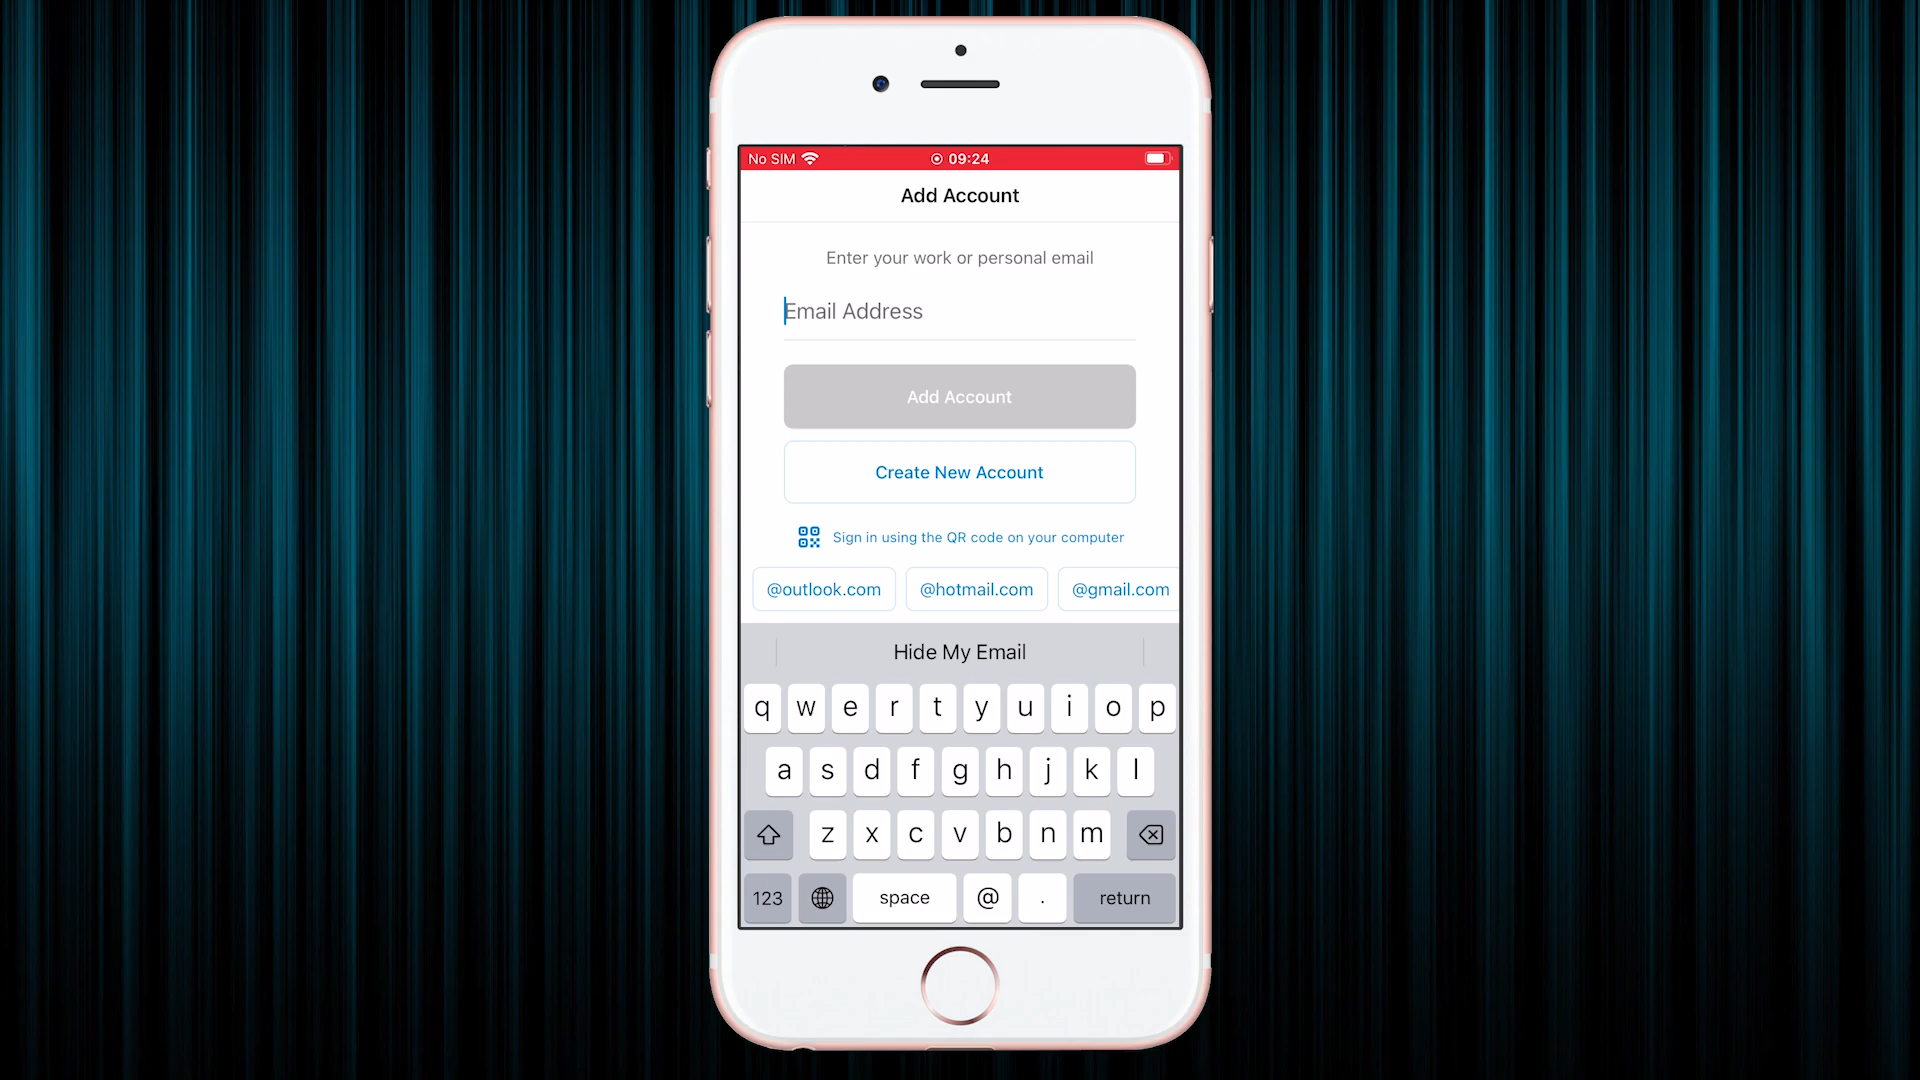 No SIM 09:24
Add Account
Enter your work or personal email
Email Address
Add Account
Create New Account
Sign in using the QR code on your computer
@outlook.com @hotmail.com @gmail.com
Hide My Email
q w e r t y u i o p
a s d f g h j k l
z x c v b n m
123 space @ . return